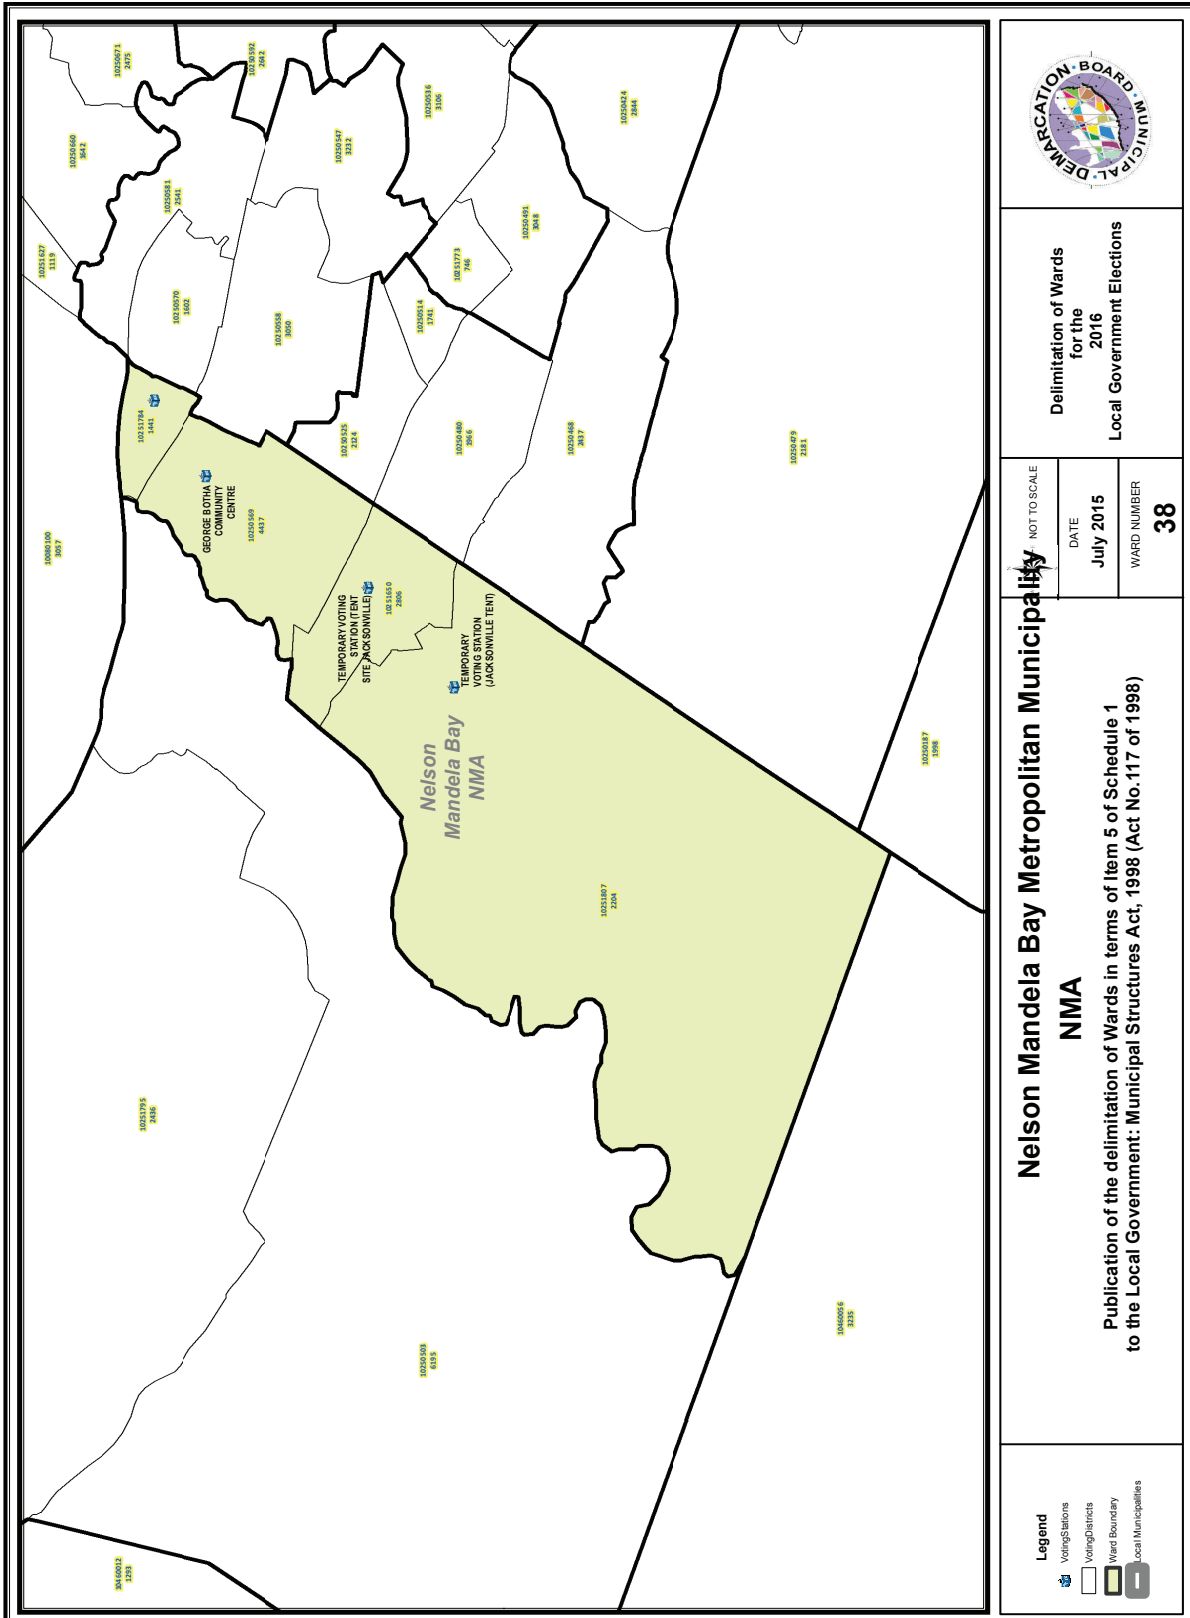 10460012
1293
10251795
2436
10250503
6195
10460056
3235
10080100
3057
10251627
1119
10250660
10250671
2475
10250592
2642
10250581
2541
10250570
1602
10251784
1441
GEORGE BOTHA
COMMUNITY
CENTRE
10250569
4437
10250558
3050
10250547
3232
10250536
3106
10250424
2844
10250491
3048
10251773
746
10250514
1741
10250525
2124
10250480
10250468
2437
10250479
2181
10250187
1998
TEMPORARY VOTING
STATION (TENT
SITE JACKSONVILLE)
10251650
2806
TEMPORARY
VOTING STATION
(JACKSONVILLE TENT)
Nelson
Mandela Bay
NMA
10251807
2204
Legend
VotingStations
VotingDistricts
Ward Boundary
Local Municipalities
Nelson Mandela Bay Metropolitan Municipality
NMA
Publication of the delimitation of Wards in terms of Item 5 of Schedule 1
to the Local Government: Municipal Structures Act, 1998 (Act No.117 of 1998)
NOT TO SCALE
DATE
July 2015
WARD NUMBER
38
Delimitation of Wards
for the
2016
Local Government Elections
MUNICIPAL DEMARCATION BOARD